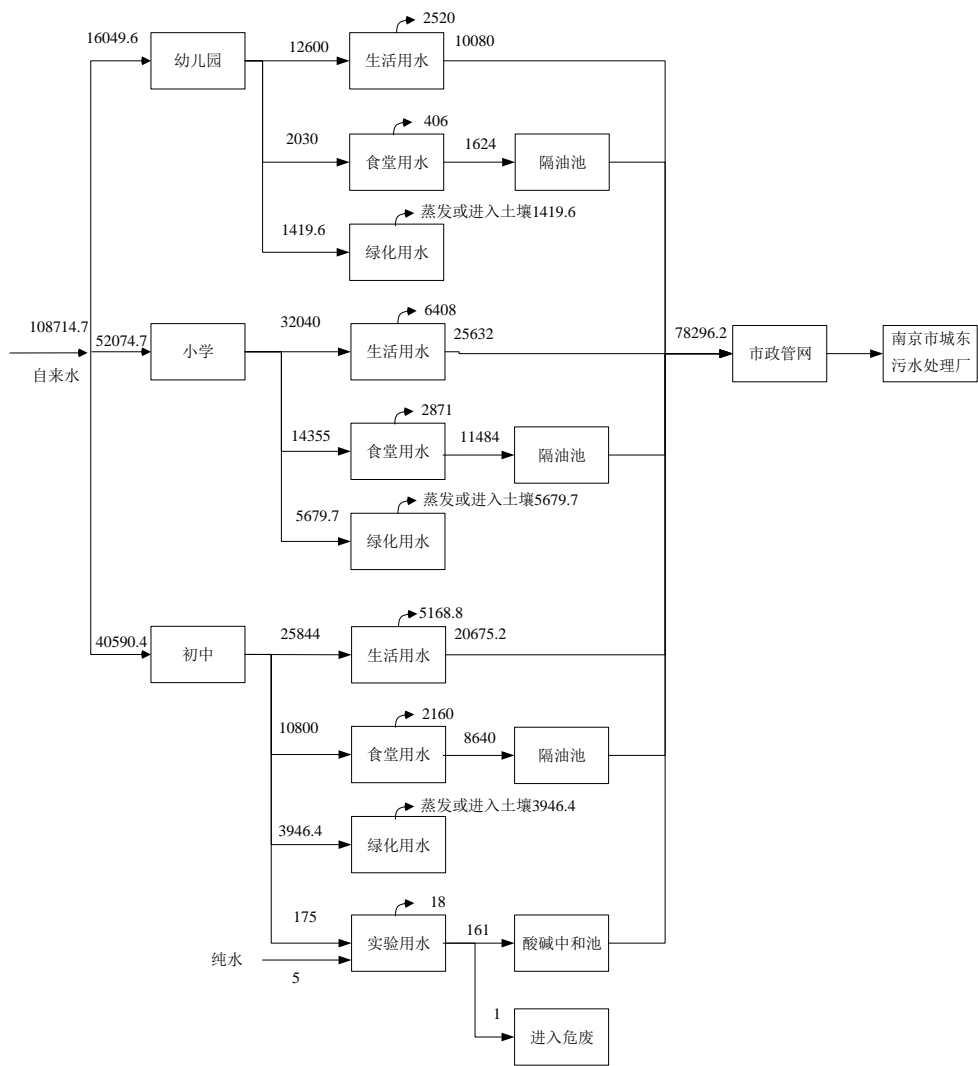 2520
16049.6
12600
10080
幼儿园
生活用水
406
2030
1624
食堂用水
隔油池
蒸发或进入土壤1419.6
1419.6
绿化用水
6408
108714.7
52074.7
32040
25632
78296.2
小学
生活用水
市政管网
南京市城东
污水处理厂
自来水
2871
14355
11484
食堂用水
隔油池
蒸发或进入土壤5679.7
5679.7
绿化用水
5168.8
40590.4
25844
20675.2
初中
生活用水
2160
10800
8640
食堂用水
隔油池
蒸发或进入土壤3946.4
3946.4
绿化用水
18
175
161
实验用水
酸碱中和池
纯水
5
1
进入危废